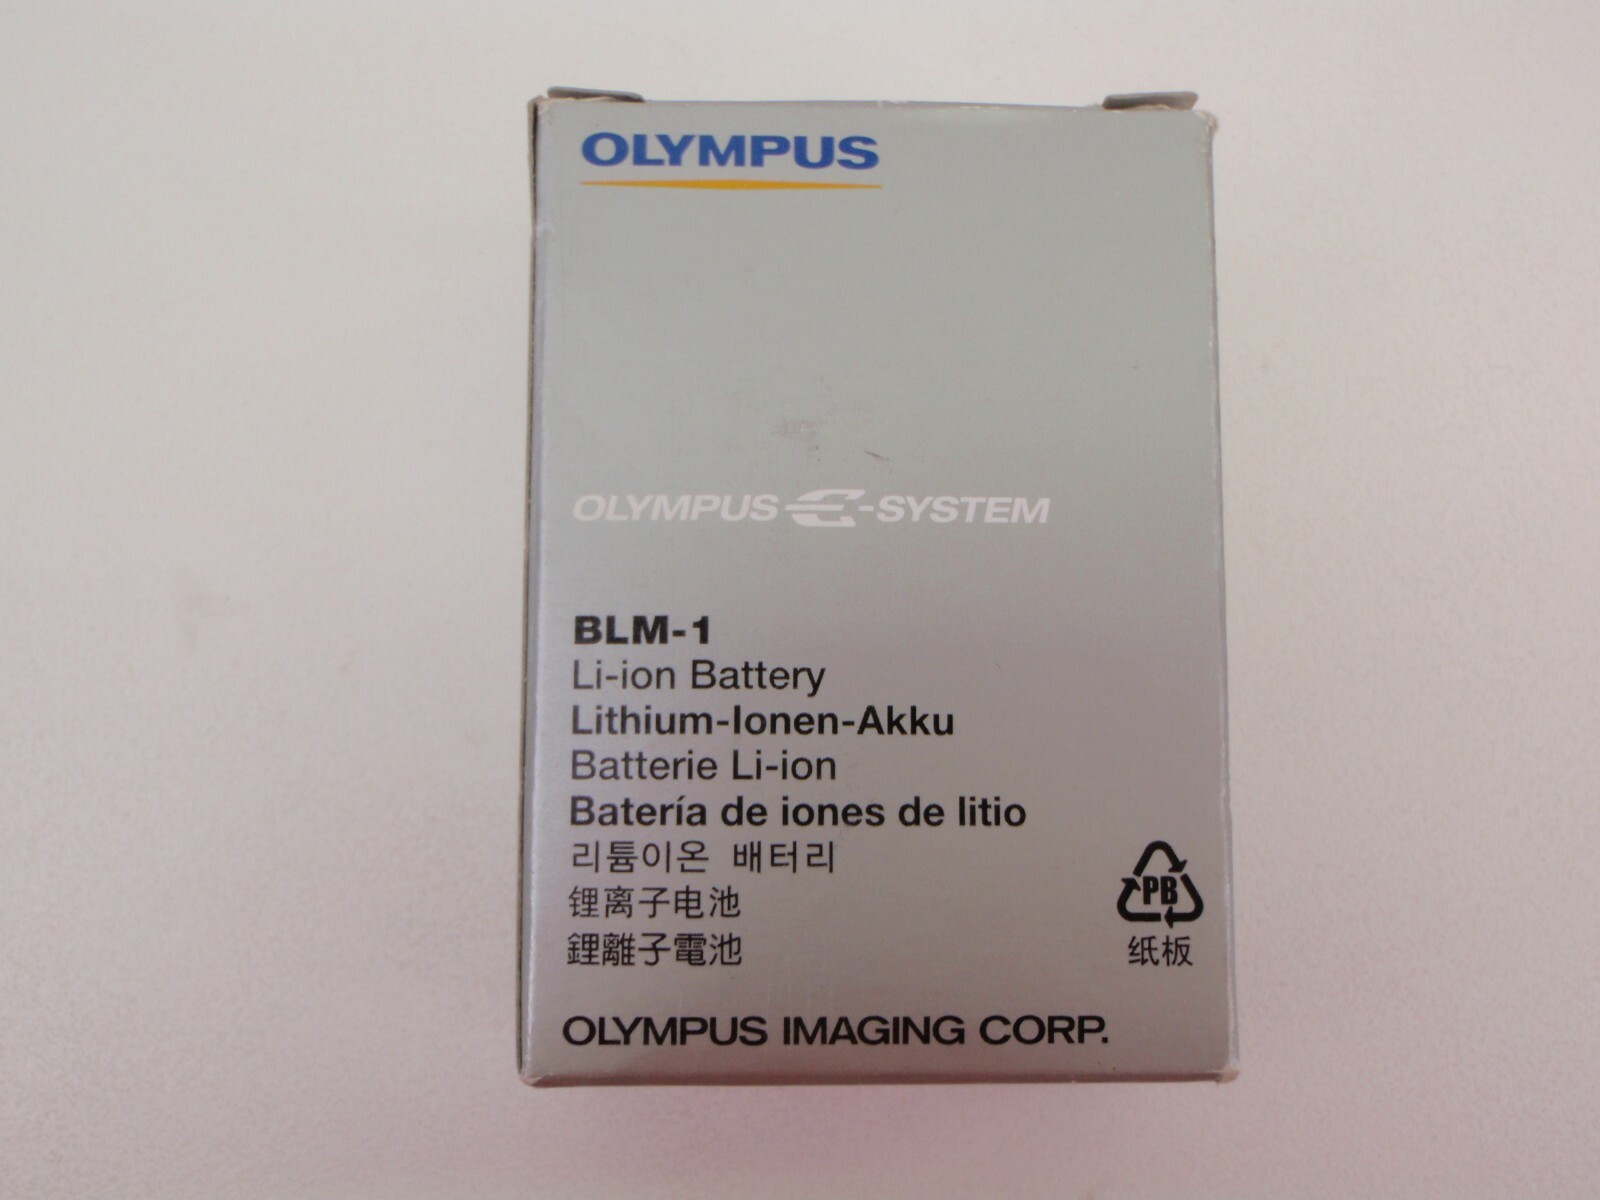 OLYMPUS
OLYMPUS E-SYSTEM
BLM-1
Li-ion Battery
Lithium-Ionen-Akku
Batterie Li-ion
Batería de iones de litio
리튬이온 배터리
锂离子电池
鋰離子電池
PB
纸板
OLYMPUS IMAGING CORP.